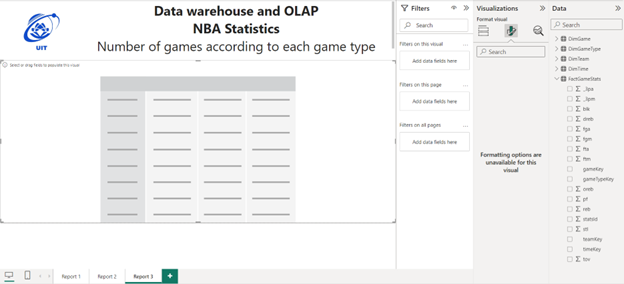 Data warehouse and OLAP
NBA Statistics
Number of games according to each game type
UIT
Select or drag fields to populate this visual
Report 1
Report 2
Report 3
+
Filters
Search
Filters on this visual
...
Add data fields here
Filters on this page
...
Add data fields here
Filters on all pages
...
Add data fields here
Visualizations
Format visual
Search
Formatting options are
unavailable for this
visual
Data
Search
DimGame
DimGameType
DimTeam
DimTime
FactGameStats
_3pa
_3pm
blk
dreb
fga
fgm
fta
ftm
gameKey
gameTypeKey
oreb
pf
reb
statsId
stl
teamKey
timeKey
tov